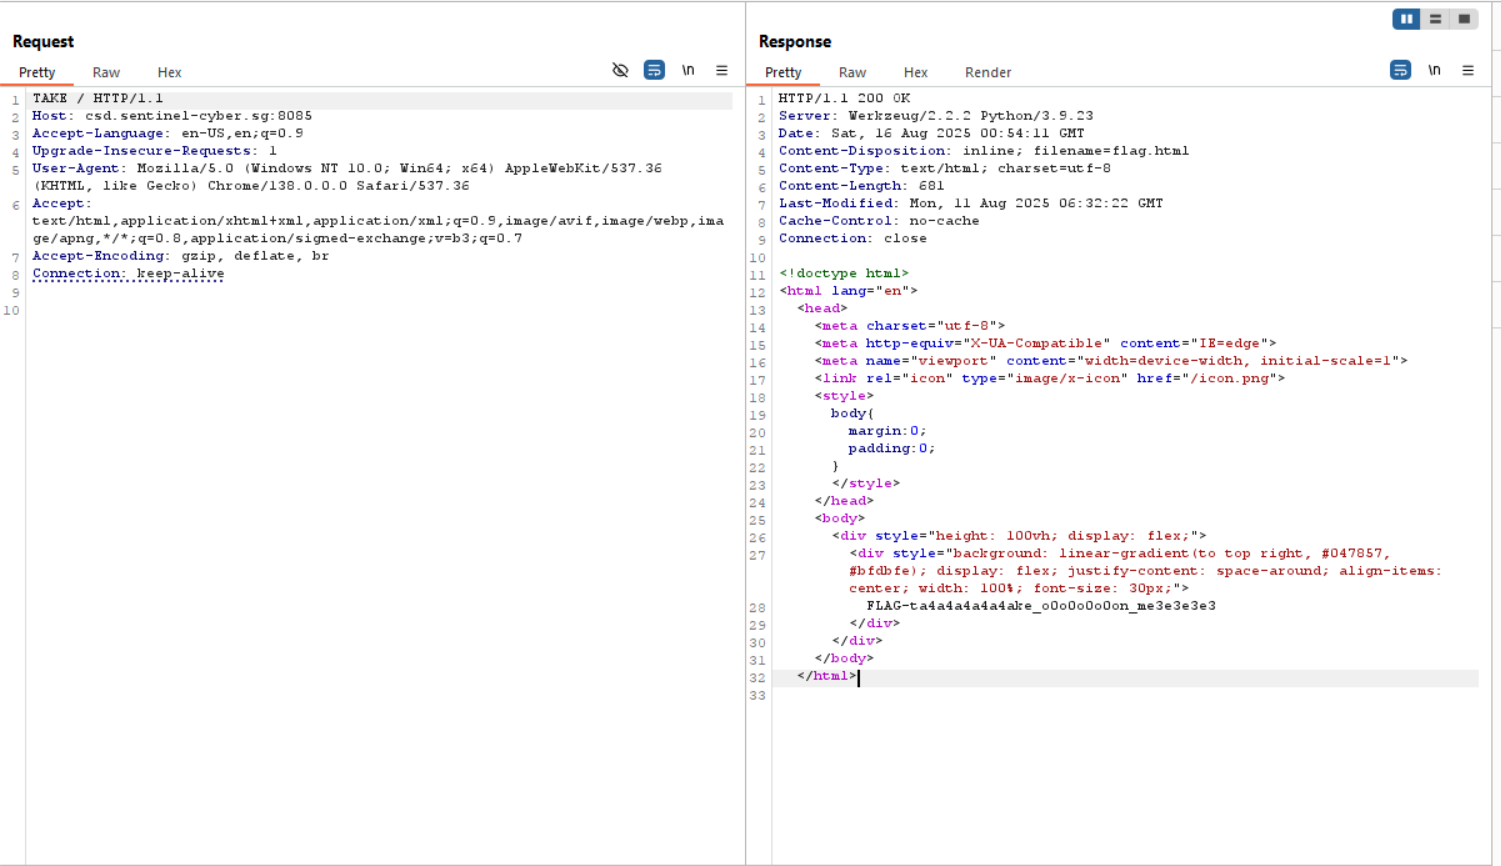 Request
Pretty Raw Hex
\n
1 TAKE / HTTP/1.1
2 Host: csd.sentinel-cyber.sg:8085
3 Accept-Language: en-US,en;q=0.9
4 Upgrade-Insecure-Requests: 1
5 User-Agent: Mozilla/5.0 (Windows NT 10.0; Win64; x64) AppleWebKit/537.36
(KHTML, like Gecko) Chrome/138.0.0.0 Safari/537.36
6 Accept:
text/html,application/xhtml+xml,application/xml;q=0.9,image/avif,image/webp,ima
ge/apng,*/*;q=0.8,application/signed-exchange;v=b3;q=0.7
7 Accept-Encoding: gzip, deflate, br
8 Connection: keep-alive
9
10
Response
Pretty Raw Hex Render
\n
1 HTTP/1.1 200 OK
2 Server: Werkzeug/2.2.2 Python/3.9.23
3 Date: Sat, 16 Aug 2025 00:54:11 GMT
4 Content-Disposition: inline; filename=flag.html
5 Content-Type: text/html; charset=utf-8
6 Content-Length: 681
7 Last-Modified: Mon, 11 Aug 2025 06:32:22 GMT
8 Cache-Control: no-cache
9 Connection: close
10
11 <!doctype html>
12 <html lang="en">
13 <head>
14 <meta charset="utf-8">
15 <meta http-equiv="X-UA-Compatible" content="IE=edge">
16 <meta name="viewport" content="width=device-width, initial-scale=1">
17 <link rel="icon" type="image/x-icon" href="/icon.png">
18 <style>
19 body{
20 margin:0;
21 padding:0;
22 }
23 </style>
24 </head>
25 <body>
26 <div style="height: 100vh; display: flex;">
27 <div style="background: linear-gradient(to top right, #047857,
#bfdbfe); display: flex; justify-content: space-around; align-items:
center; width: 100%; font-size: 30px;">
28 FLAG-ta4a4a4a4a4ake_o0o0o0o0on_me3e3e3e3
29 </div>
30 </div>
31 </body>
32 </html>
33